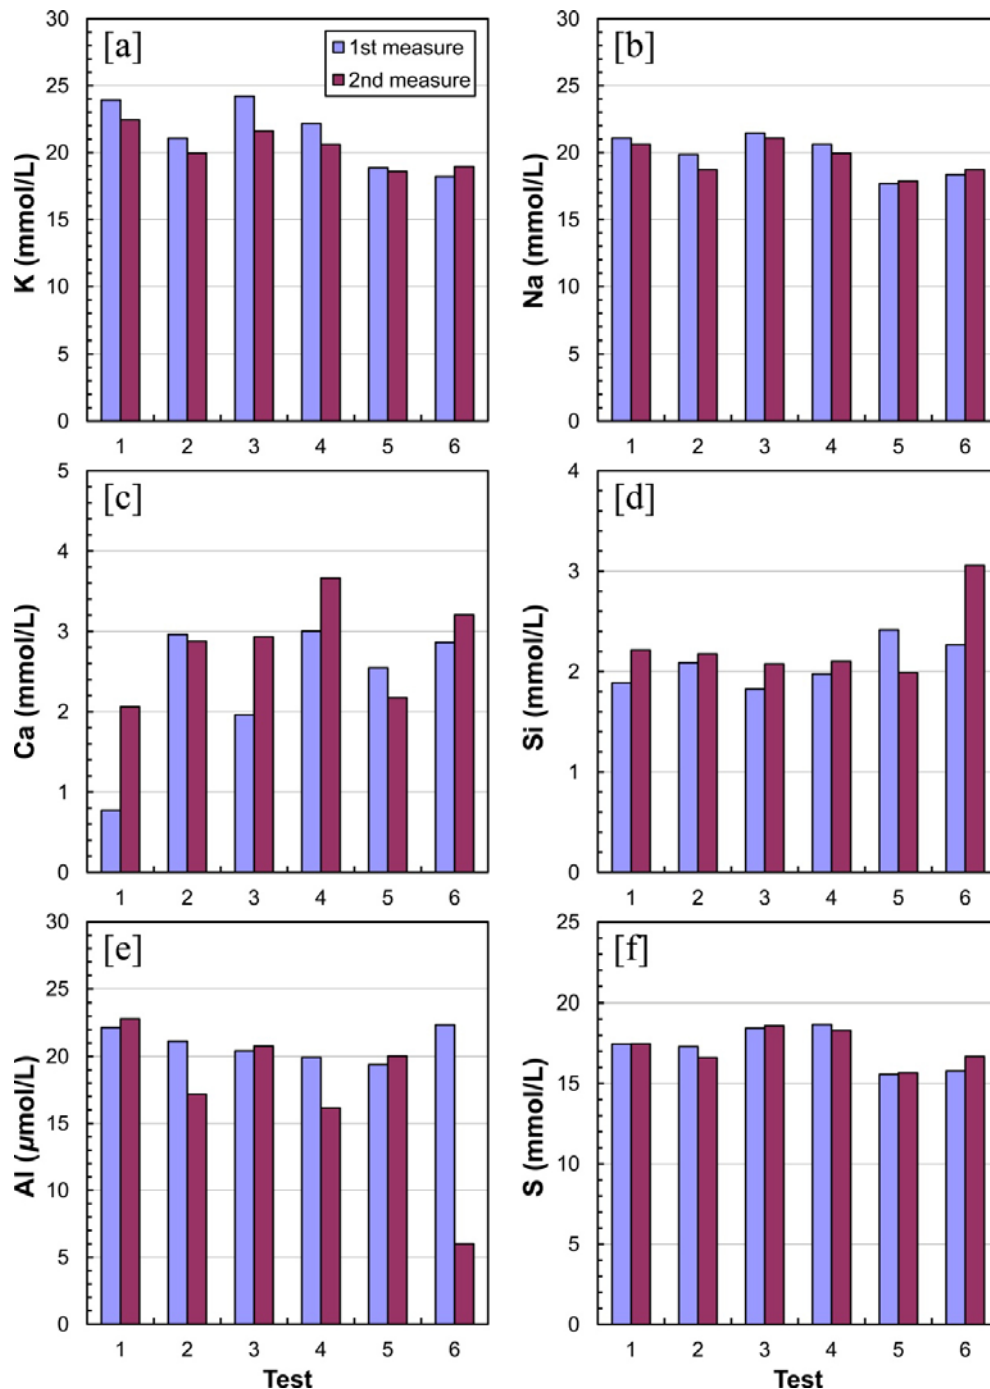 [a]
1st measure
2nd measure
K (mmol/L)
30
25
20
15
10
5
0
1 2 3 4 5 6
[b]
Na (mmol/L)
30
25
20
15
10
5
0
1 2 3 4 5 6
[c]
Ca (mmol/L)
5
4
3
2
1
0
1 2 3 4 5 6
[d]
Si (mmol/L)
4
3
2
1
0
1 2 3 4 5 6
[e]
Al (μmol/L)
30
25
20
15
10
5
0
1 2 3 4 5 6
Test
[f]
S (mmol/L)
25
20
15
10
5
0
1 2 3 4 5 6
Test